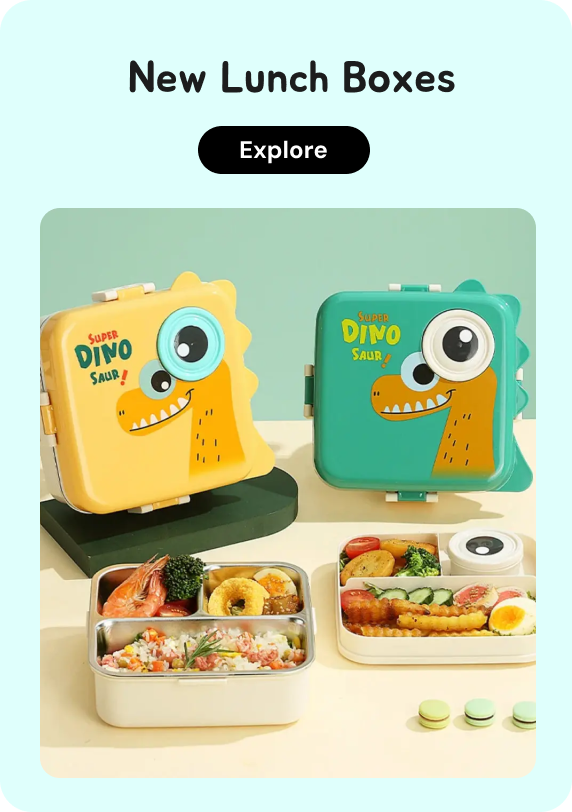 New Lunch Boxes
Explore
SUPER
DINO
SAUR!
SUPER
DINO
SAUR!